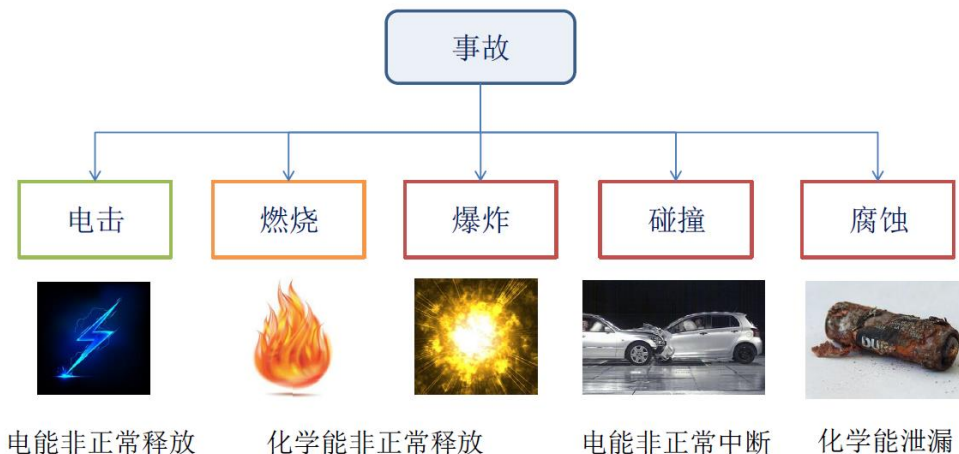 事故
电击
燃烧
爆炸
碰撞
腐蚀
电能非正常释放
化学能非正常释放
电能非正常中断
化学能泄漏